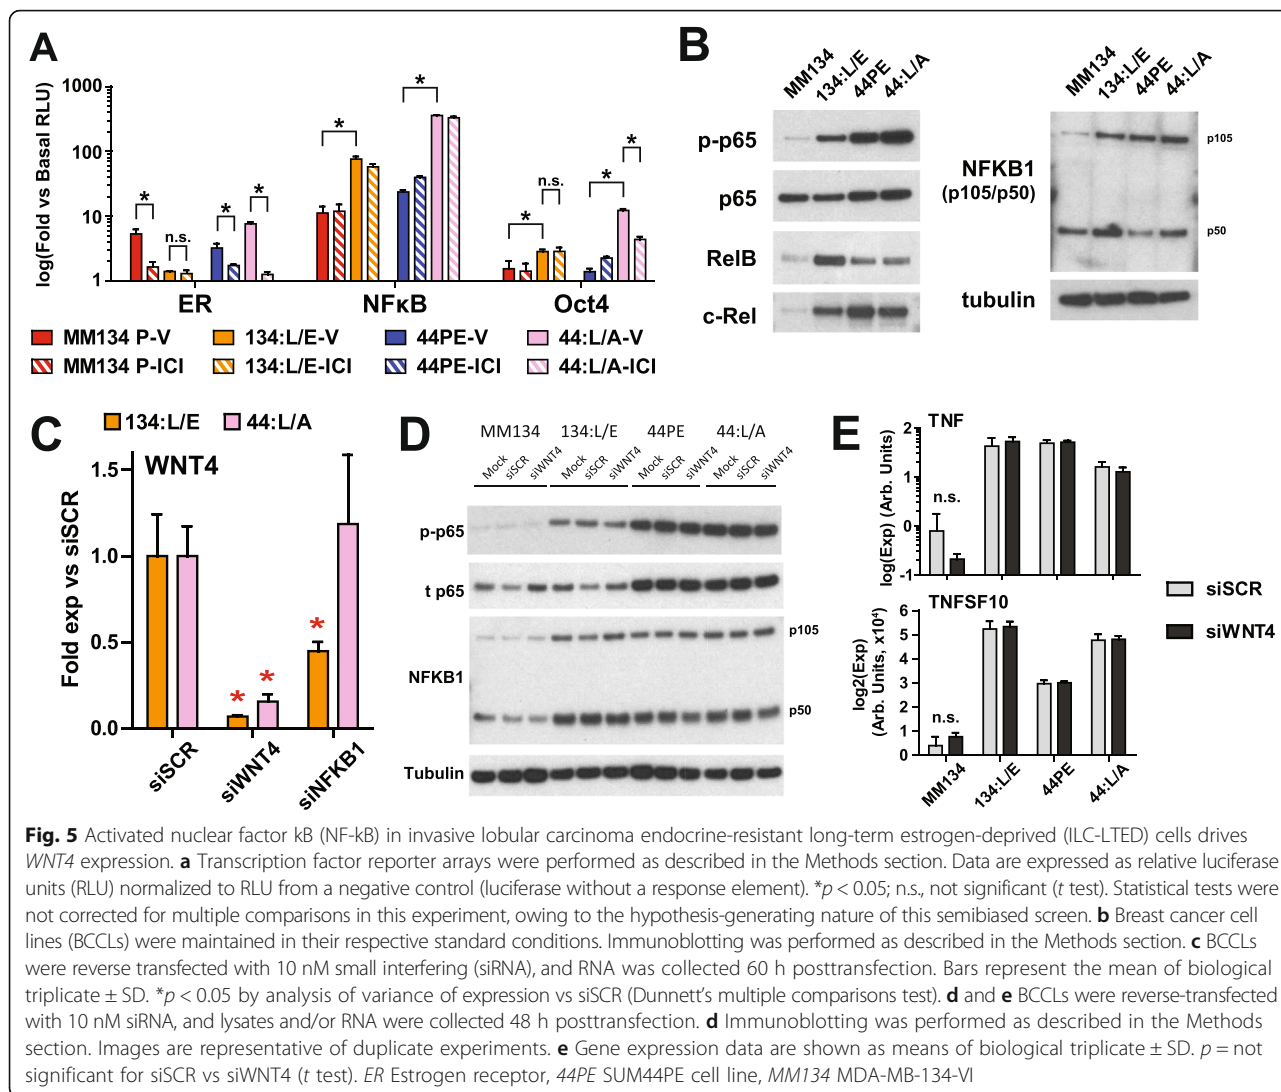 A
log(Fold vs Basal RLU)
1000
100
10
1
*
*
*
n.s.
*
*
*
*
n.s.
*
*
ER
NFκB
Oct4
MM134 P-V
134:L/E-V
44PE-V
44:L/A-V
MM134 P-ICI
134:L/E-ICI
44PE-ICI
44:L/A-ICI
B
MM134
134:L/E
44PE
44:L/A
p-p65
p65
RelB
c-Rel
MM134
134:L/E
44PE
44:L/A
NFKB1
(p105/p50)
p105
p50
tubulin
C
134:L/E
44:L/A
WNT4
Fold exp vs siSCR
1.5
1.0
0.5
0.0
*
*
*
siSCR
siWNT4
siNFKB1
D
MM134
134:L/E
44PE
44:L/A
Mock
siSCR
siWNT4
Mock
siSCR
siWNT4
Mock
siSCR
siWNT4
Mock
siSCR
siWNT4
p-p65
t p65
NFKB1
p105
p50
Tubulin
E
TNF
log(Exp) (Arb. Units)
2
1
0
-1
n.s.
TNFSF10
log2(Exp)
(Arb. Units, x10⁴)
6
5
4
3
2
1
0
n.s.
MM134
134:L/E
44PE
44:L/A
siSCR
siWNT4
Fig. 5 Activated nuclear factor kB (NF-kB) in invasive lobular carcinoma endocrine-resistant long-term estrogen-deprived (ILC-LTED) cells drives
WNT4 expression. a Transcription factor reporter arrays were performed as described in the Methods section. Data are expressed as relative luciferase
units (RLU) normalized to RLU from a negative control (luciferase without a response element). *p < 0.05; n.s., not significant (t test). Statistical tests were
not corrected for multiple comparisons in this experiment, owing to the hypothesis-generating nature of this semibiased screen. b Breast cancer cell
lines (BCCLs) were maintained in their respective standard conditions. Immunoblotting was performed as described in the Methods section. c BCCLs
were reverse transfected with 10 nM small interfering (siRNA), and RNA was collected 60 h posttransfection. Bars represent the mean of biological
triplicate ± SD. *p < 0.05 by analysis of variance of expression vs siSCR (Dunnett's multiple comparisons test). d and e BCCLs were reverse-transfected
with 10 nM siRNA, and lysates and/or RNA were collected 48 h posttransfection. d Immunoblotting was performed as described in the Methods
section. Images are representative of duplicate experiments. e Gene expression data are shown as means of biological triplicate ± SD. p = not
significant for siSCR vs siWNT4 (t test). ER Estrogen receptor, 44PE SUM44PE cell line, MM134 MDA-MB-134-VI